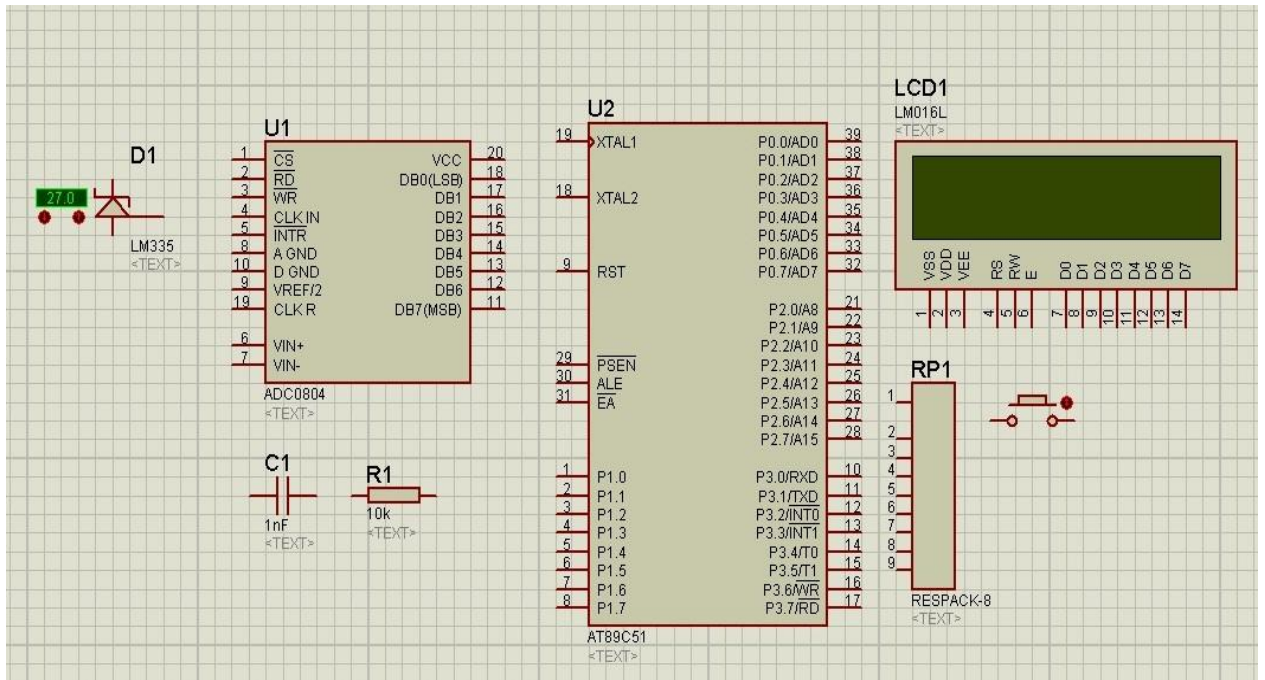 D1
27.0
LM335
<TEXT>
U1
1 CS VCC 20
2 RD DB0(LSB) 18
3 WR DB1 17
4 CLK IN DB2 16
5 INTR DB3 15
8 A GND DB4 14
10 D GND DB5 13
9 VREF/2 DB6 12
19 CLK R DB7(MSB) 11
6 VIN+
7 VIN-
ADC0804
<TEXT>
C1
1nF
<TEXT>
R1
10k
<TEXT>
U2
19 XTAL1 P0.0/AD0 39
P0.1/AD1 38
P0.2/AD2 37
18 XTAL2 P0.3/AD3 36
P0.4/AD4 35
P0.5/AD5 34
P0.6/AD6 33
9 RST P0.7/AD7 32
P2.0/A8 21
P2.1/A9 22
P2.2/A10 23
29 PSEN P2.3/A11 24
30 ALE P2.4/A12 25
31 EA P2.5/A13 26
P2.6/A14 27
P2.7/A15 28
1 P1.0 P3.0/RXD 10
2 P1.1 P3.1/TXD 11
3 P1.2 P3.2/INT0 12
4 P1.3 P3.3/INT1 13
5 P1.4 P3.4/T0 14
6 P1.5 P3.5/T1 15
7 P1.6 P3.6/WR 16
8 P1.7 P3.7/RD 17
AT89C51
<TEXT>
LCD1
LM016L
<TEXT>
VSS VDD VEE RS RW E D0 D1 D2 D3 D4 D5 D6 D7
1 2 3 4 5 6 7 8 9 10 11 12 13 14
RP1
1
2
3
4
5
6
7
8
9
RESPACK-8
<TEXT>